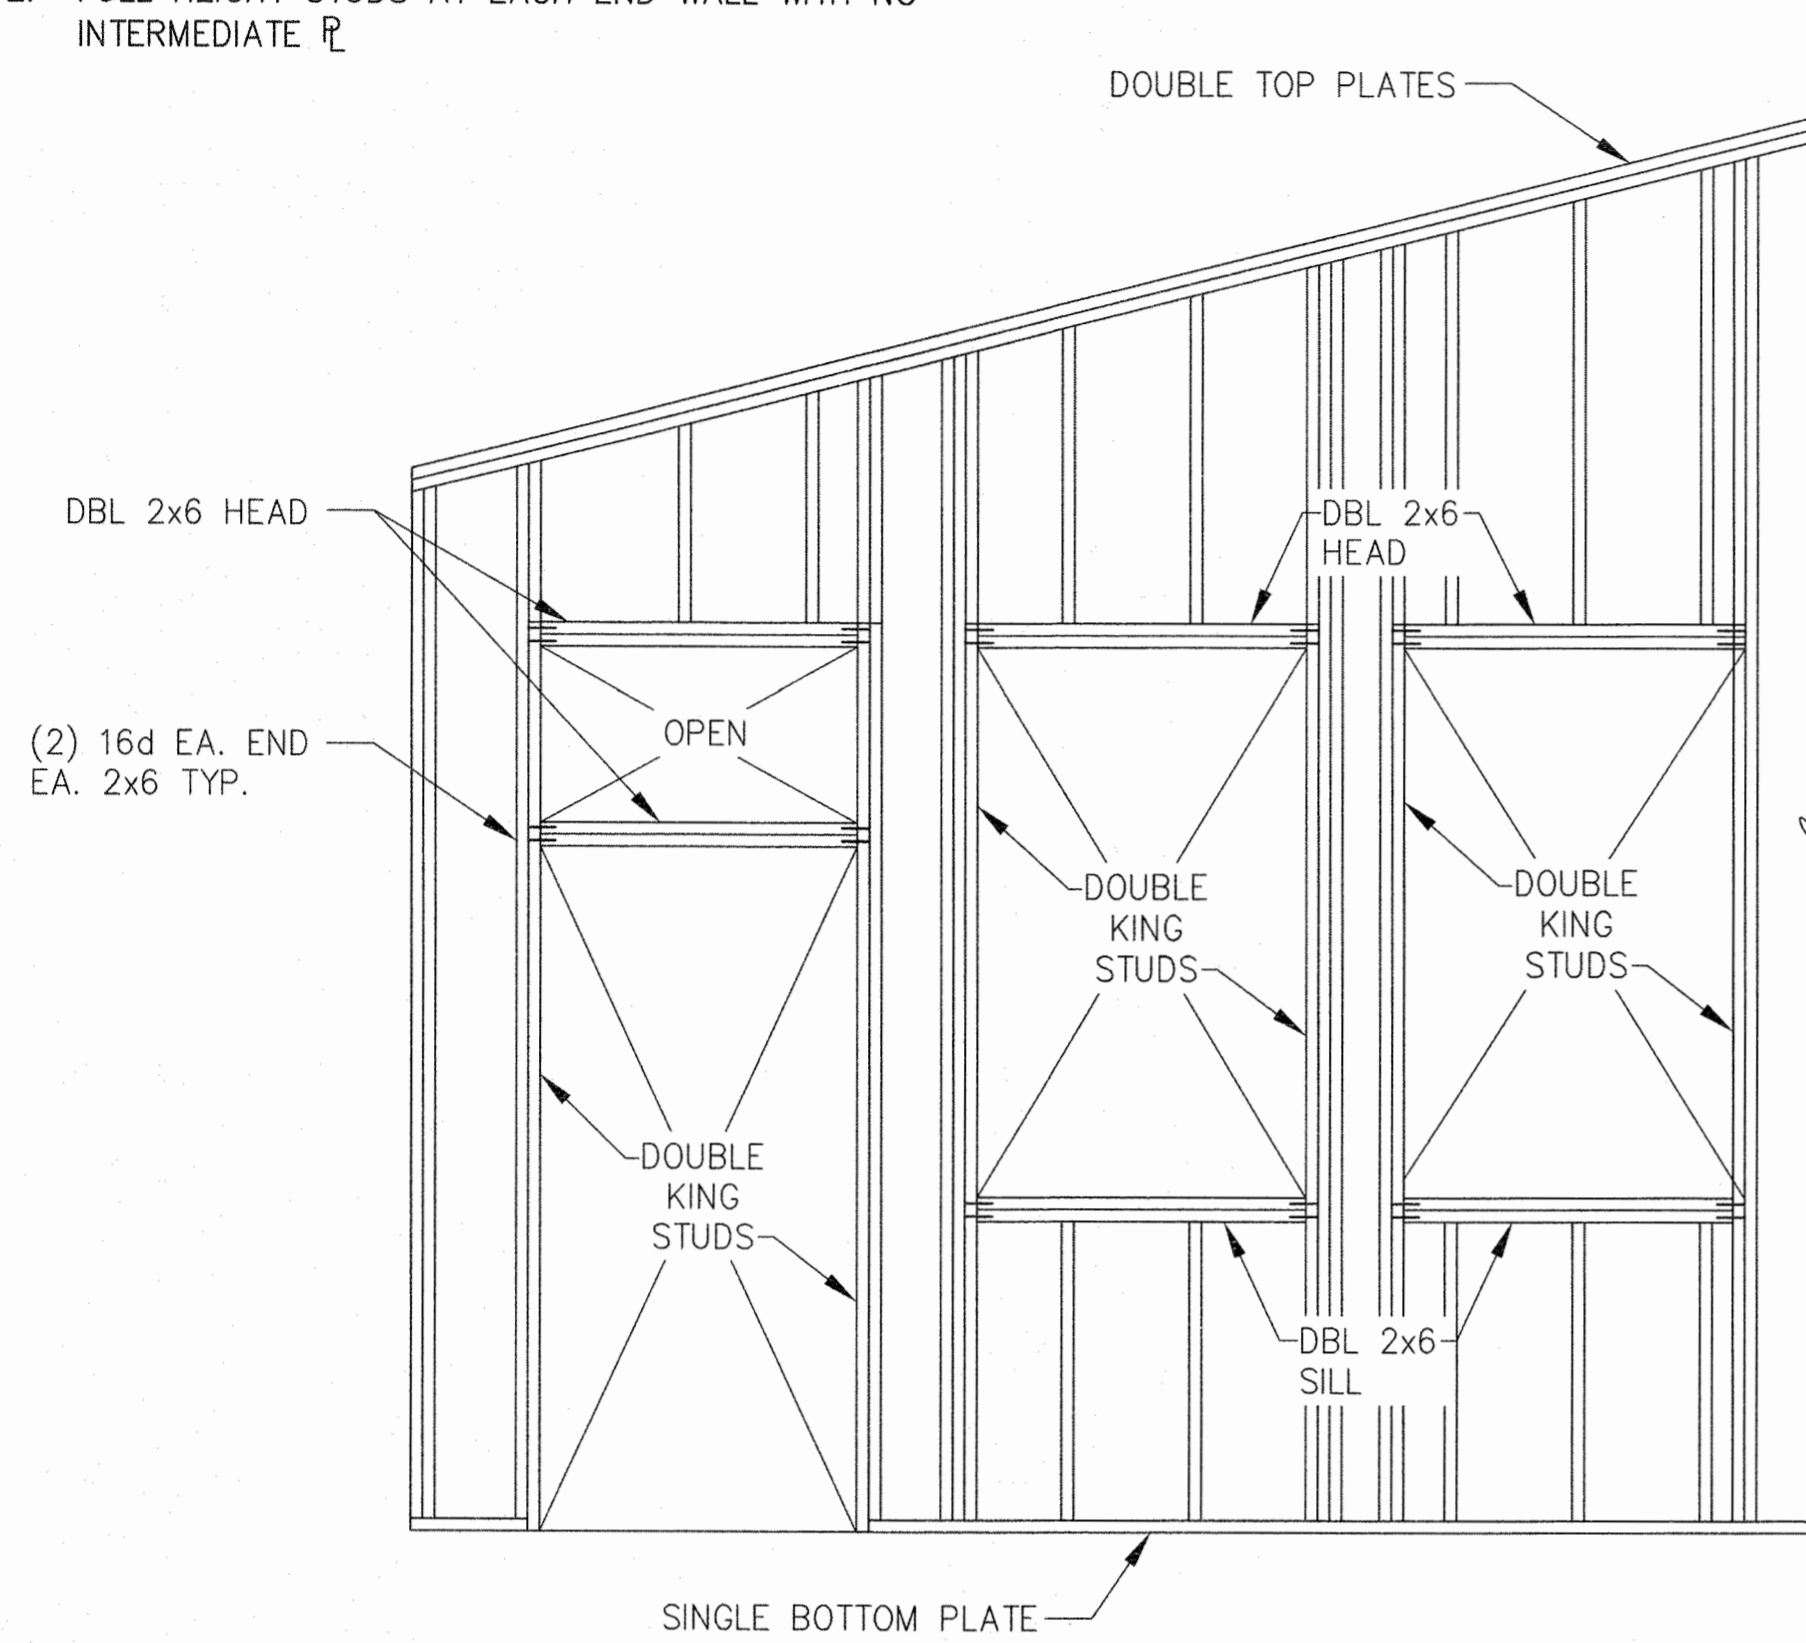 INTERMEDIATE ⅊
DOUBLE TOP PLATES
DBL 2x6 HEAD
DBL 2x6
HEAD
(2) 16d EA. END
EA. 2x6 TYP.
OPEN
DOUBLE
KING
STUDS
DOUBLE
KING
STUDS
DOUBLE
KING
STUDS
DBL 2x6
SILL
SINGLE BOTTOM PLATE